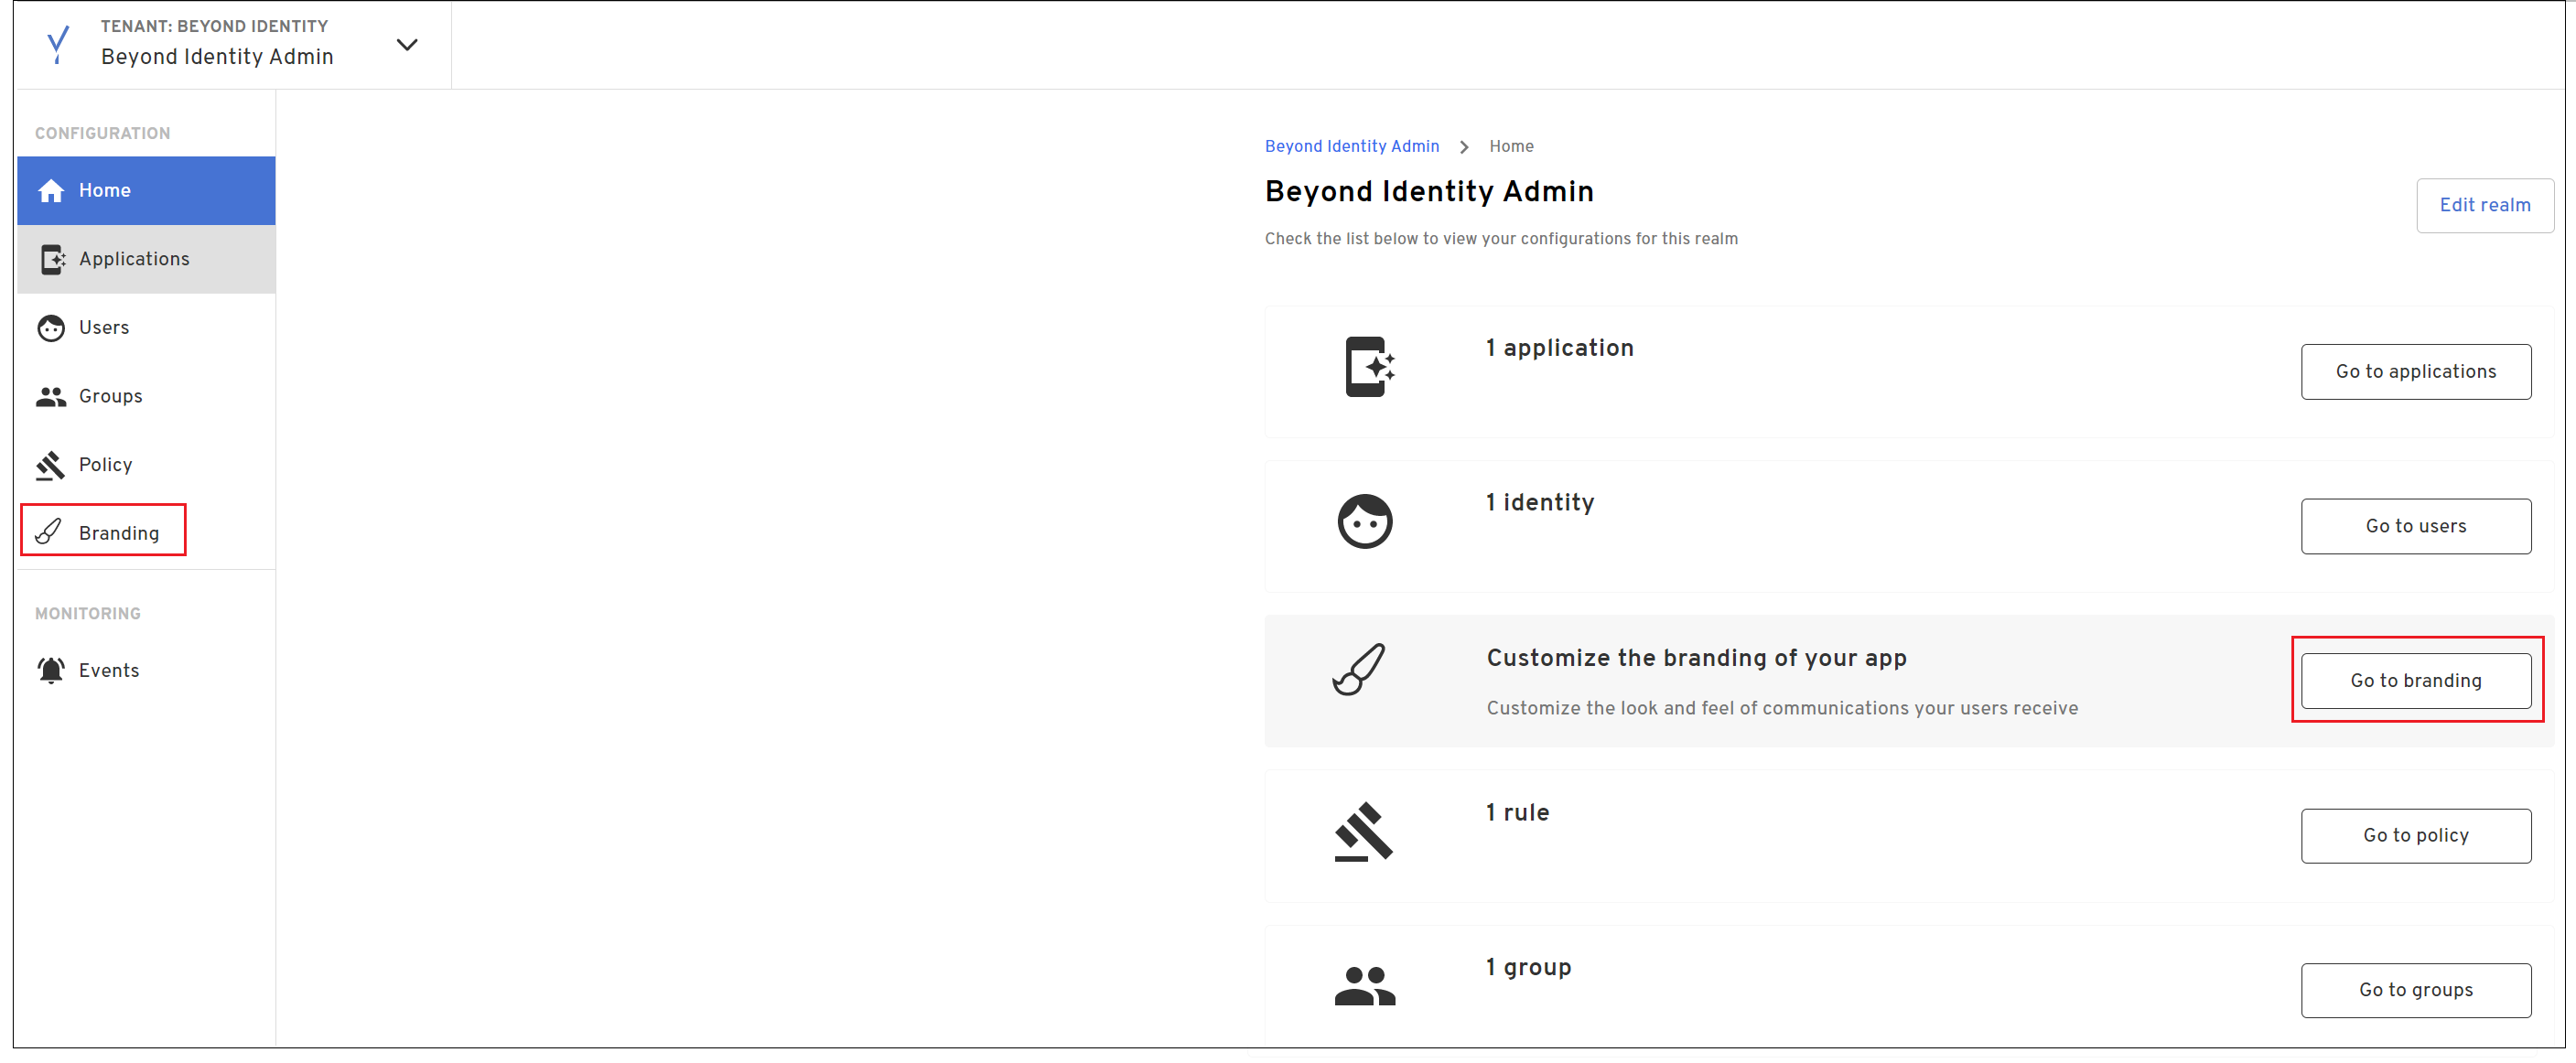 TENANT: BEYOND IDENTITY
Beyond Identity Admin
CONFIGURATION
Home
Applications
Users
Groups
Policy
Branding
MONITORING
Events
Beyond Identity Admin > Home
Beyond Identity Admin
Edit realm
Check the list below to view your configurations for this realm
1 application
Go to applications
1 identity
Go to users
Customize the branding of your app
Customize the look and feel of communications your users receive
Go to branding
1 rule
Go to policy
1 group
Go to groups